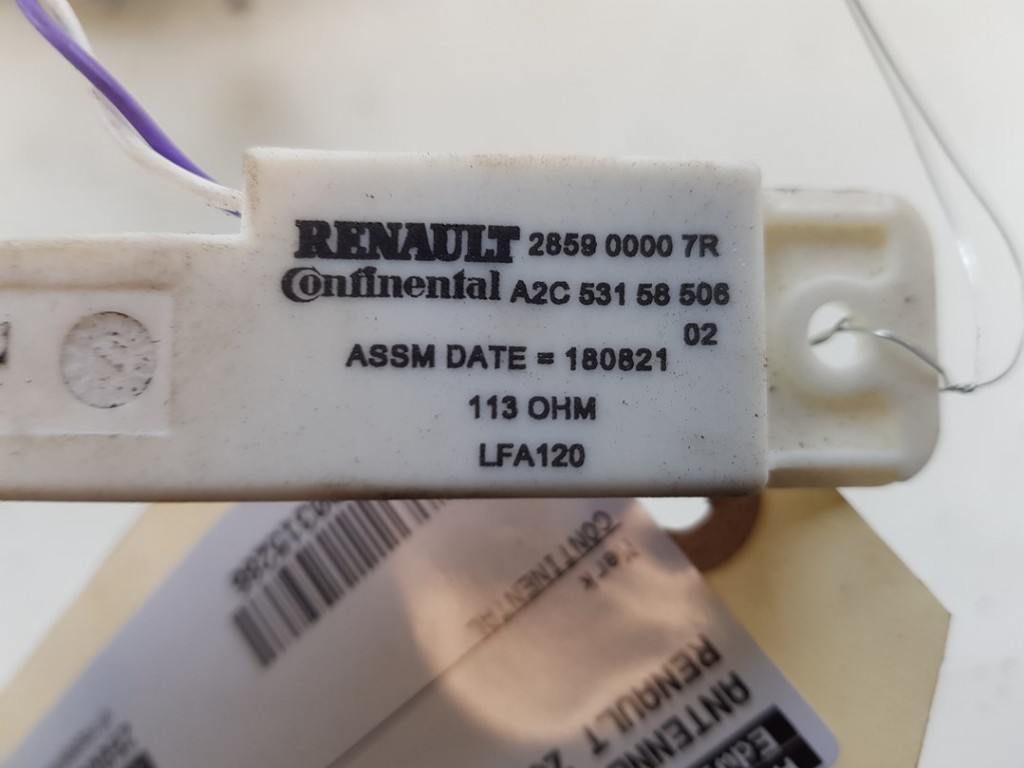 RENAULT 2859 0000 7R
Continental A2C 531 58 506
02
ASSM DATE = 180821
113 OHM
LFA120
Merk
CONTINENTAL
ANTENNE
RENAULT